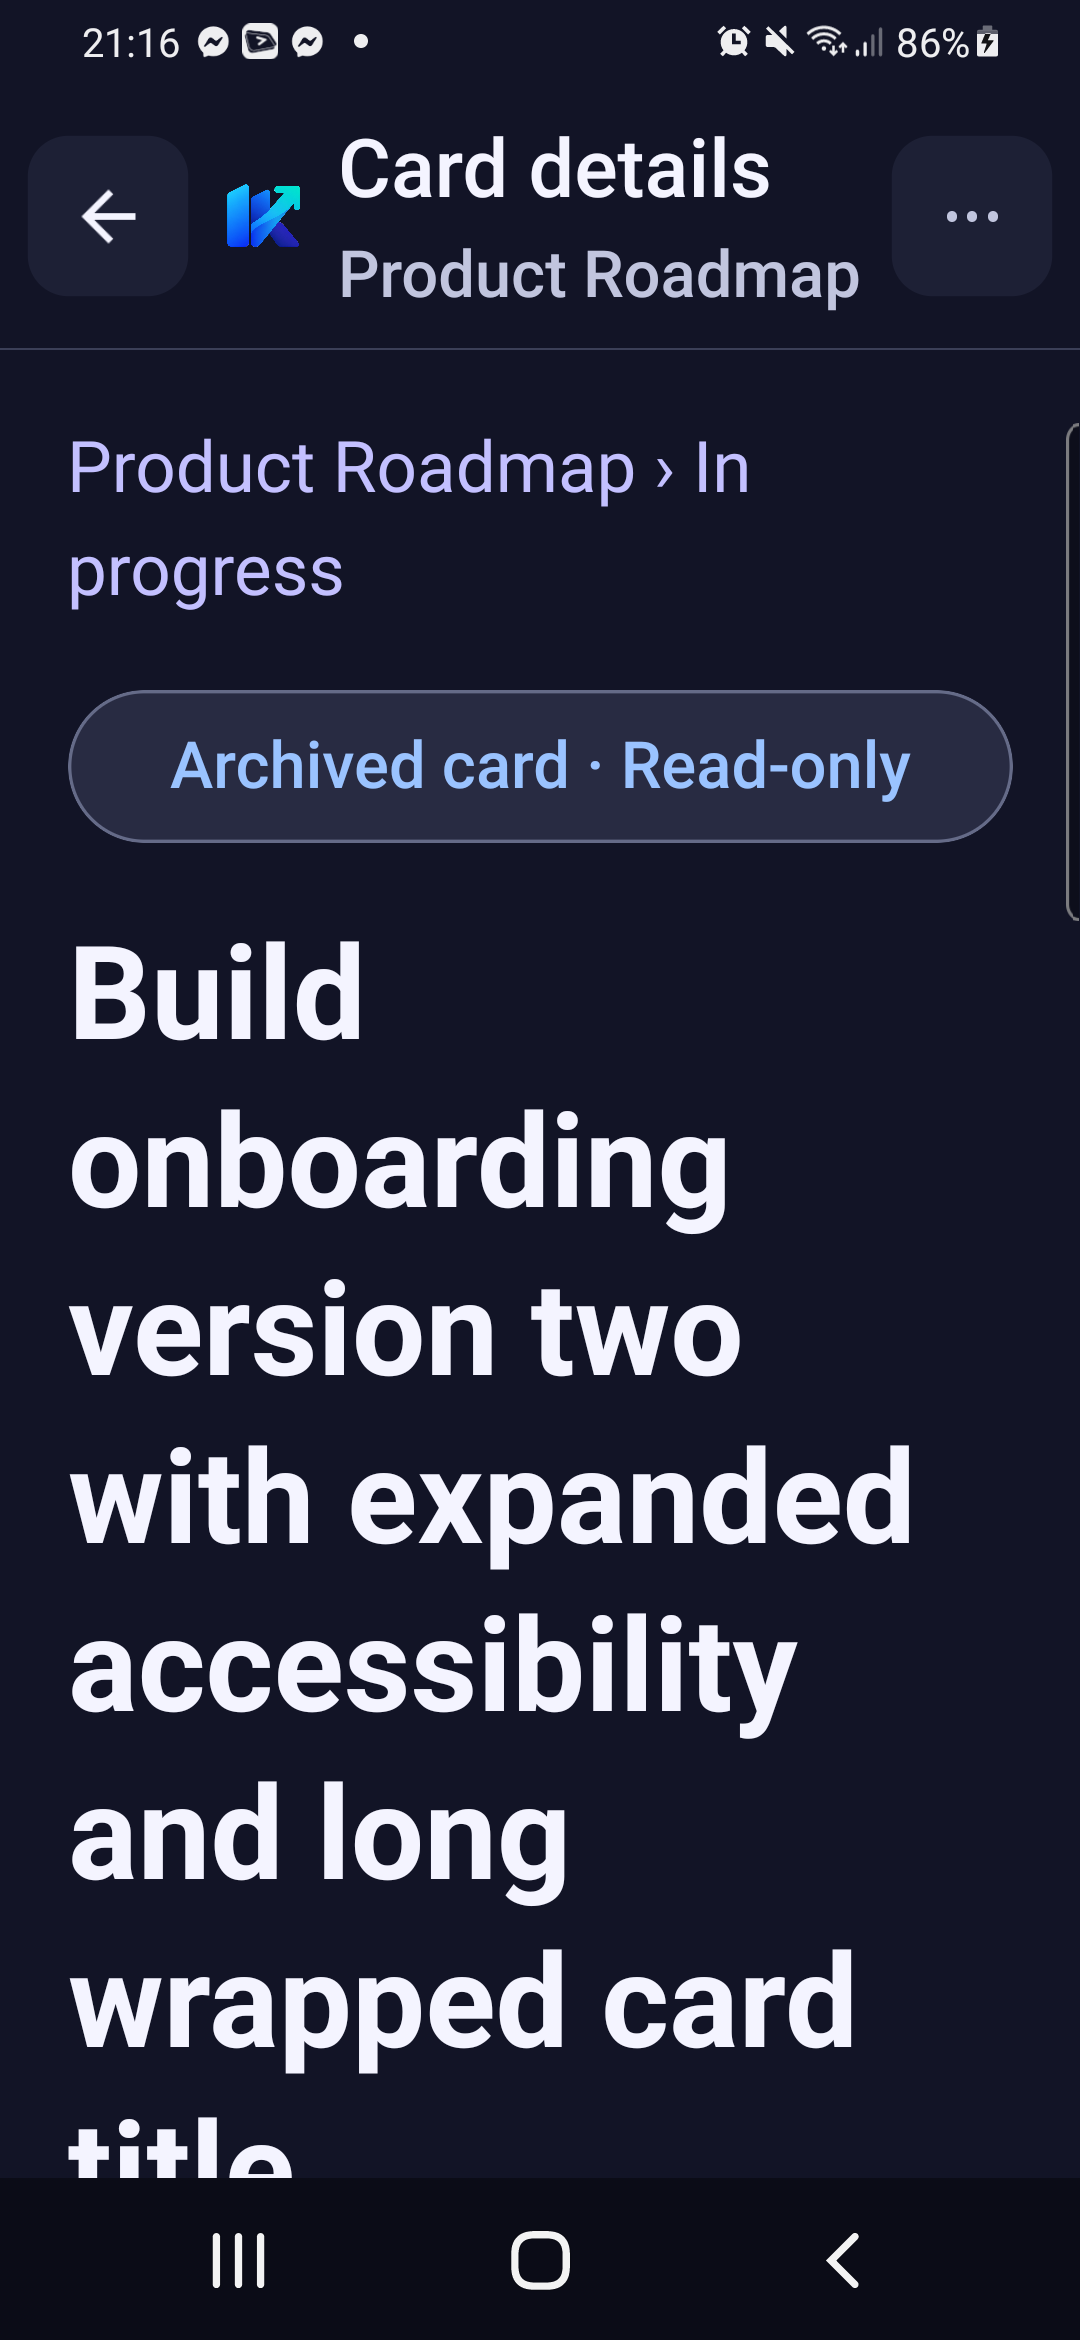 21:16
86%
Card details
Product Roadmap
Product Roadmap › In
progress
Archived card · Read-only
Build
onboarding
version two
with expanded
accessibility
and long
wrapped card
title